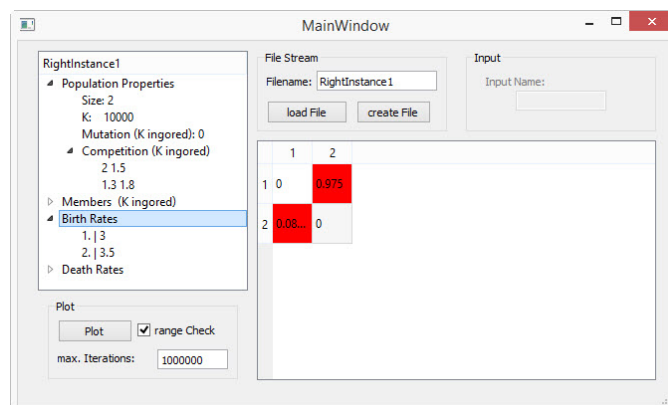 MainWindow
RightInstance1
Population Properties
Size: 2
K: 10000
Mutation (K ingored): 0
Competition (K ingored)
2 1.5
1.3 1.8
Members (K ingored)
Birth Rates
1. | 3
2. | 3.5
Death Rates
Plot
Plot
range Check
max. Iterations: 1000000
File Stream
Filename: RightInstance1
load File create File
Input
Input Name:
1 2
1 0 0.975
2 0.08... 0